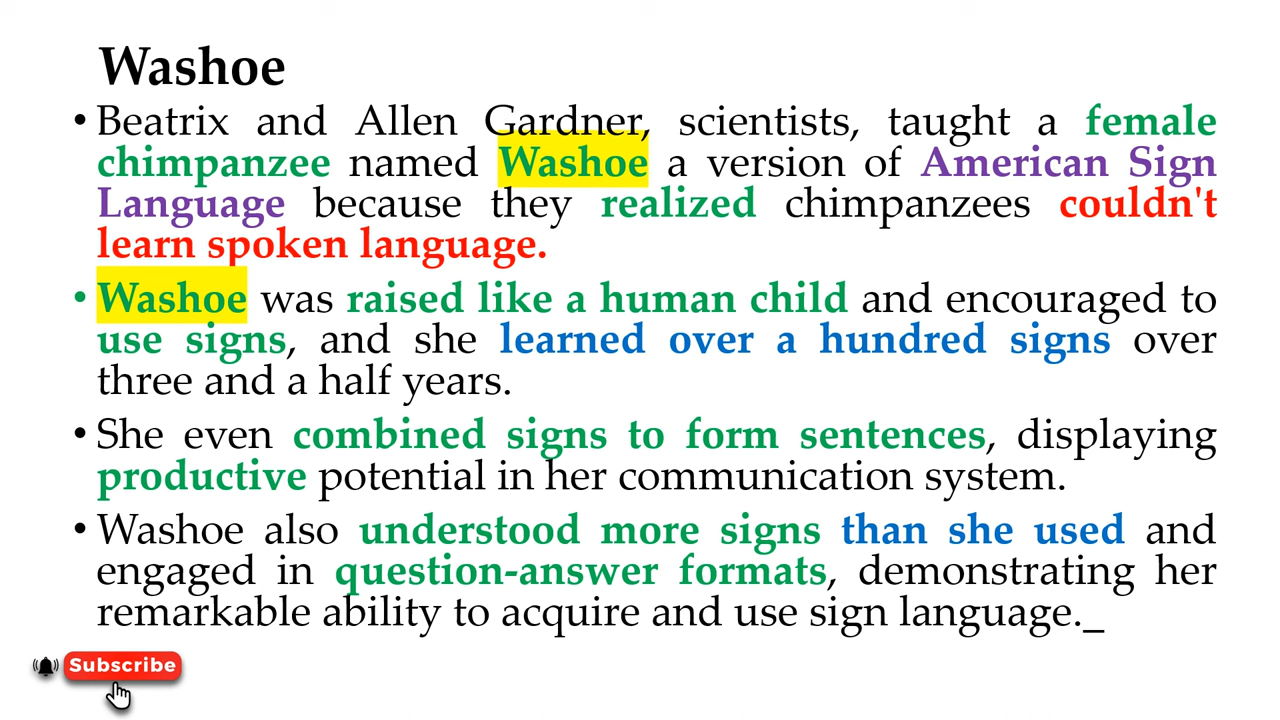 Washoe
• Beatrix and Allen Gardner, scientists, taught a female
chimpanzee named Washoe a version of American Sign
Language because they realized chimpanzees couldn't
learn spoken language.
• Washoe was raised like a human child and encouraged to
use signs, and she learned over a hundred signs over
three and a half years.
• She even combined signs to form sentences, displaying
productive potential in her communication system.
• Washoe also understood more signs than she used and
engaged in question-answer formats, demonstrating her
remarkable ability to acquire and use sign language._
Subscribe